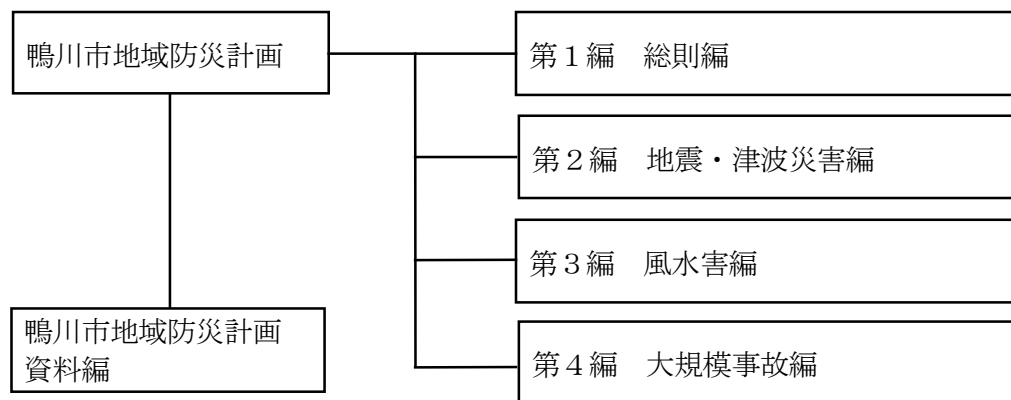 鴨川市地域防災計画
第１編　総則編
第２編　地震・津波災害編
第３編　風水害編
第４編　大規模事故編
鴨川市地域防災計画
資料編